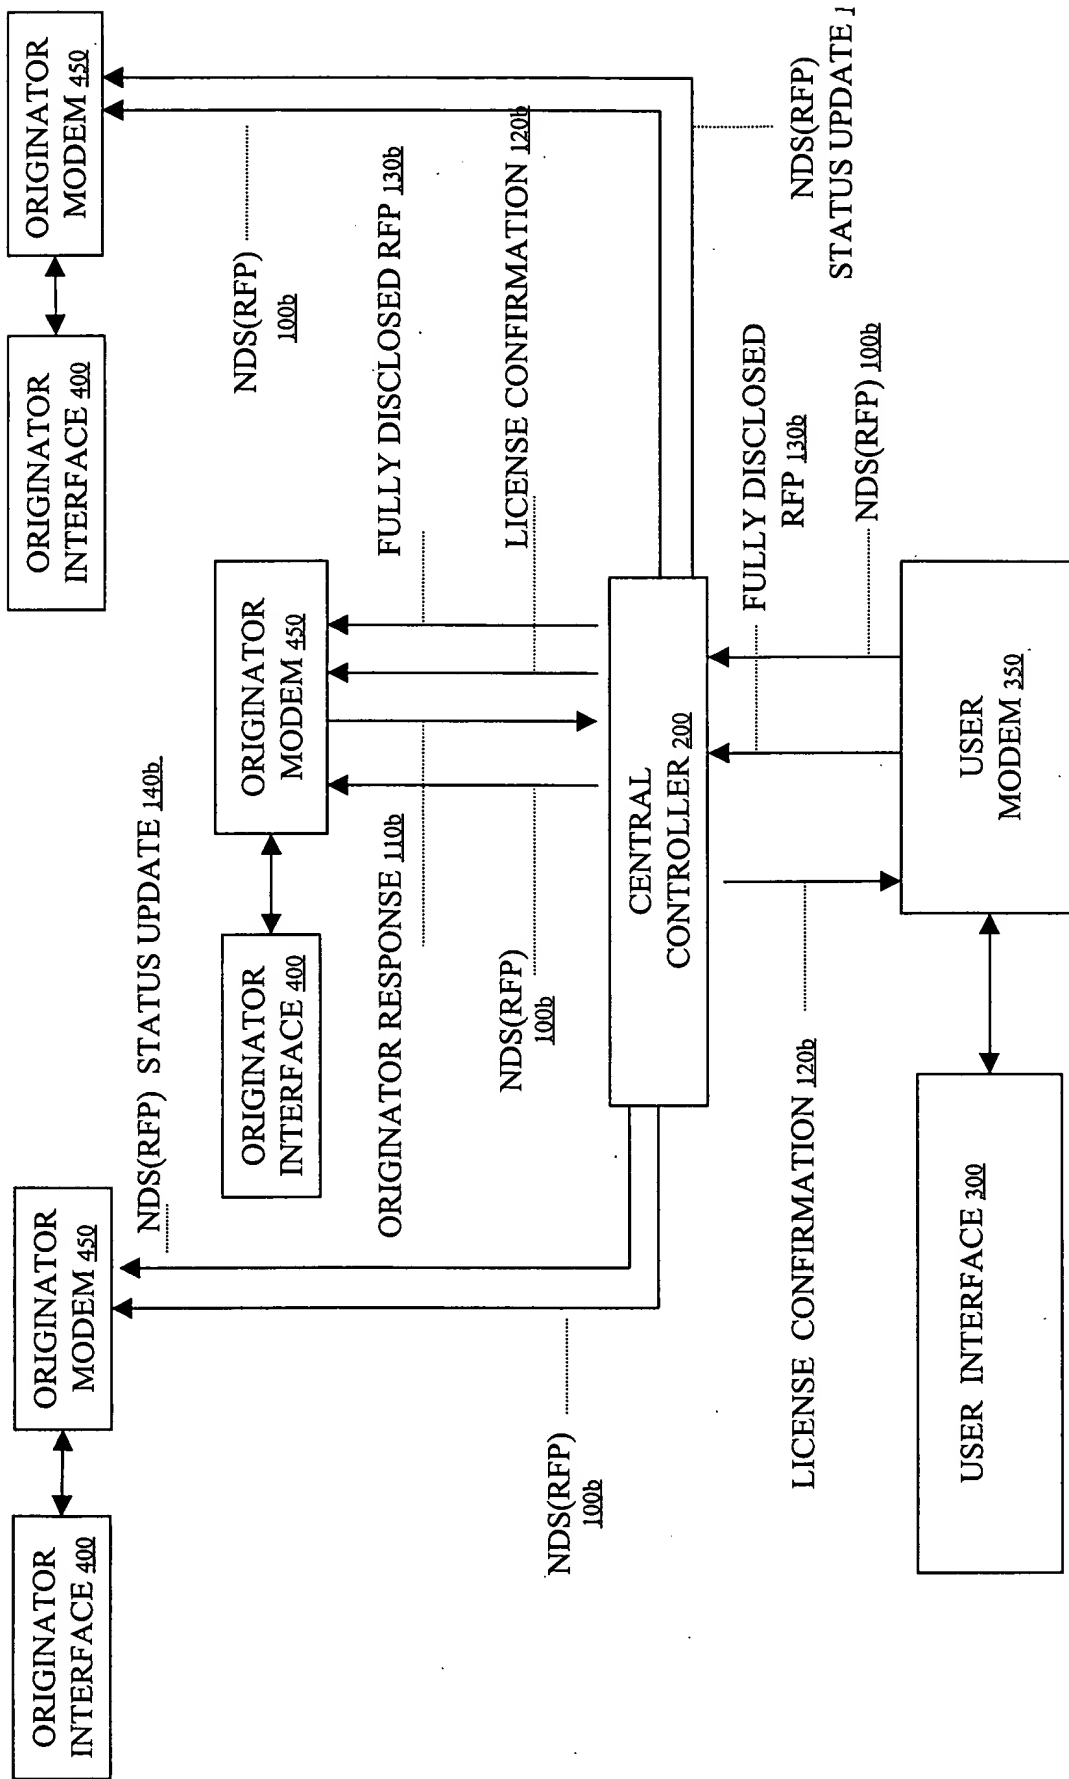 ORIGINATOR
INTERFACE 400
ORIGINATOR
MODEM 450
NDS(RFP) STATUS UPDATE 140b
NDS(RFP)
100b
ORIGINATOR
INTERFACE 400
ORIGINATOR
MODEM 450
ORIGINATOR RESPONSE 110b
NDS(RFP)
100b
FULLY DISCLOSED RFP 130b
LICENSE CONFIRMATION 120b
ORIGINATOR
INTERFACE 400
ORIGINATOR
MODEM 450
NDS(RFP)
100b
NDS(RFP)
STATUS UPDATE
CENTRAL
CONTROLLER 200
LICENSE CONFIRMATION 120b
FULLY DISCLOSED
RFP 130b
NDS(RFP) 100b
USER INTERFACE 300
USER
MODEM 350